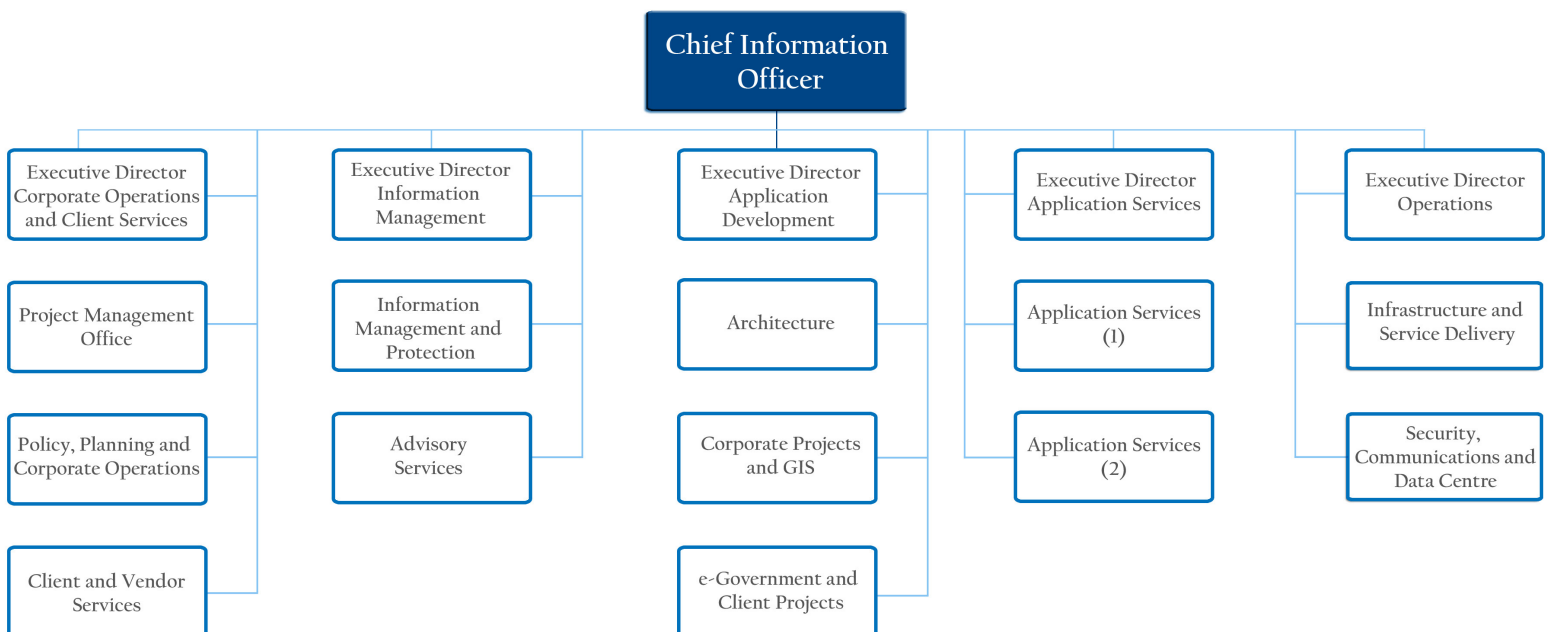 Chief Information
Officer
Executive Director
Corporate Operations
and Client Services
Executive Director
Information
Management
Executive Director
Application
Development
Executive Director
Application Services
Executive Director
Operations
Project Management
Office
Information
Management and
Protection
Architecture
Application Services
(1)
Infrastructure and
Service Delivery
Policy, Planning and
Corporate Operations
Advisory
Services
Corporate Projects
and GIS
Application Services
(2)
Security,
Communications and
Data Centre
Client and Vendor
Services
e-Government and
Client Projects